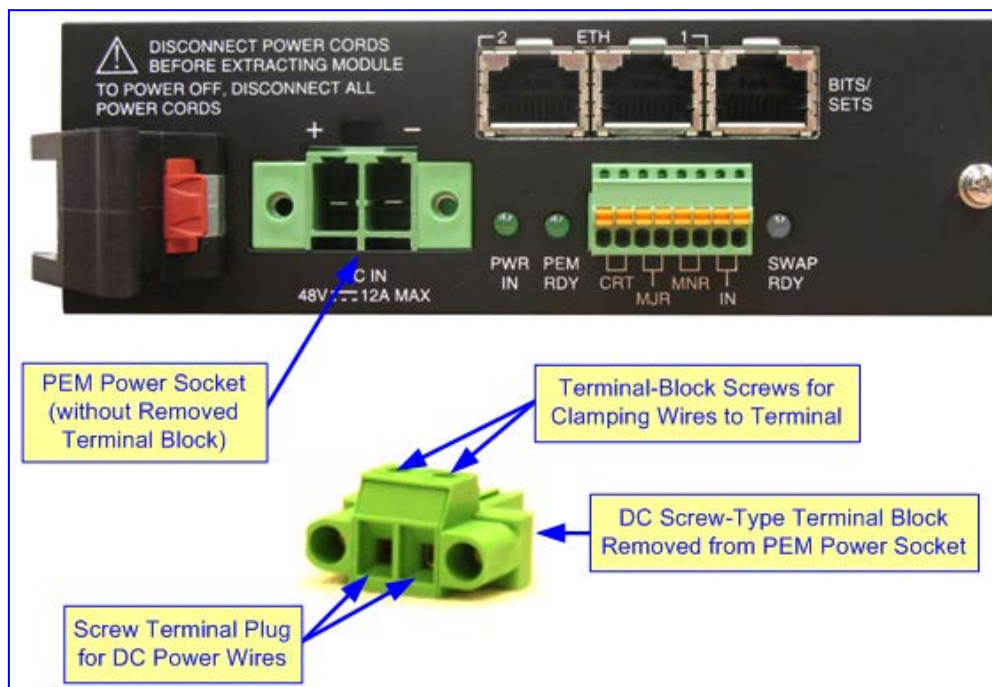 DISCONNECT POWER CORDS
BEFORE EXTRACTING MODULE
TO POWER OFF, DISCONNECT ALL
POWER CORDS
2 ETH 1
BITS/
SETS
+ −
C IN
48V 12A MAX
PWR
IN
PEM
RDY
CRT
MJR
MNR
IN
SWAP
RDY
PEM Power Socket
(without Removed
Terminal Block)
Terminal-Block Screws for
Clamping Wires to Terminal
DC Screw-Type Terminal Block
Removed from PEM Power Socket
Screw Terminal Plug
for DC Power Wires